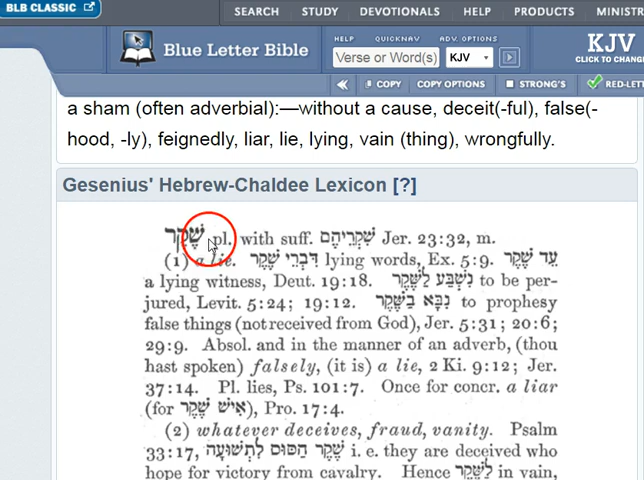 BLB CLASSIC
SEARCH STUDY DEVOTIONALS HELP PRODUCTS MINISTR
Blue Letter Bible
HELP QUICKNAV ADV. OPTIONS
Verse or Word(s) KJV
KJV
CLICK TO CHANG
COPY COPY OPTIONS STRONG'S RED-LET
a sham (often adverbial):—without a cause, deceit(-ful), false(-
hood, -ly), feignedly, liar, lie, lying, vain (thing), wrongfully.
Gesenius' Hebrew-Chaldee Lexicon [?]
שֶׁקֶר pl. with suff. שִׁקְרֵיהֶם Jer. 23:32, m.
(1) a lie. דִּבְרֵי שֶׁקֶר lying words, Ex. 5:9. עֵד שֶׁקֶר
a lying witness, Deut. 19:18. נִשְׁבַּע לַשֶּׁקֶר to be per-
jured, Levit. 5:24; 19:12. נִבָּא בַשֶּׁקֶר to prophesy
false things (not received from God), Jer. 5:31; 20:6;
29:9. Absol. and in the manner of an adverb, (thou
hast spoken) falsely, (it is) a lie, 2 Ki. 9:12; Jer.
37:14. Pl. lies, Ps. 101:7. Once for concr. a liar
(for אִישׁ שֶׁקֶר), Pro. 17:4.
(2) whatever deceives, fraud, vanity. Psalm
33:17, שֶׁקֶר הַסּוּס לִתְשׁוּעָה i. e. they are deceived who
hope for victory from cavalry. Hence לַשֶּׁקֶר in vain,